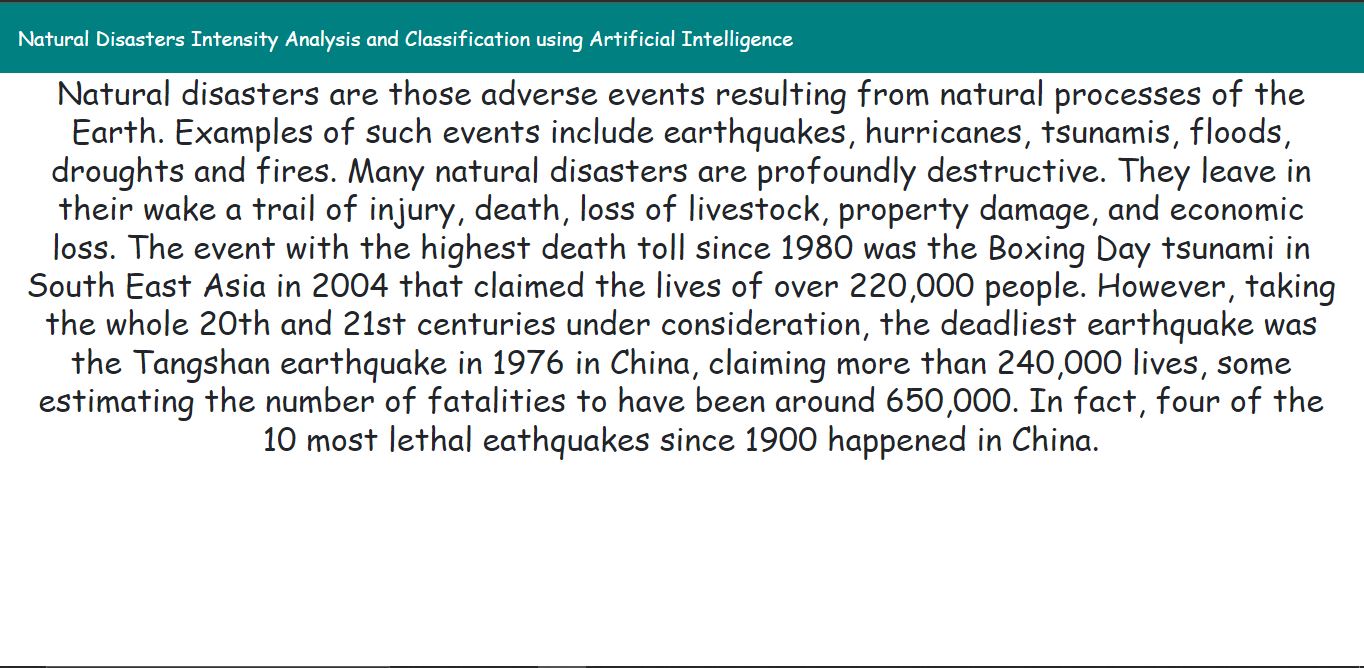 Natural Disasters Intensity Analysis and Classification using Artificial Intelligence
Natural disasters are those adverse events resulting from natural processes of the
Earth. Examples of such events include earthquakes, hurricanes, tsunamis, floods,
droughts and fires. Many natural disasters are profoundly destructive. They leave in
their wake a trail of injury, death, loss of livestock, property damage, and economic
loss. The event with the highest death toll since 1980 was the Boxing Day tsunami in
South East Asia in 2004 that claimed the lives of over 220,000 people. However, taking
the whole 20th and 21st centuries under consideration, the deadliest earthquake was
the Tangshan earthquake in 1976 in China, claiming more than 240,000 lives, some
estimating the number of fatalities to have been around 650,000. In fact, four of the
10 most lethal eathquakes since 1900 happened in China.